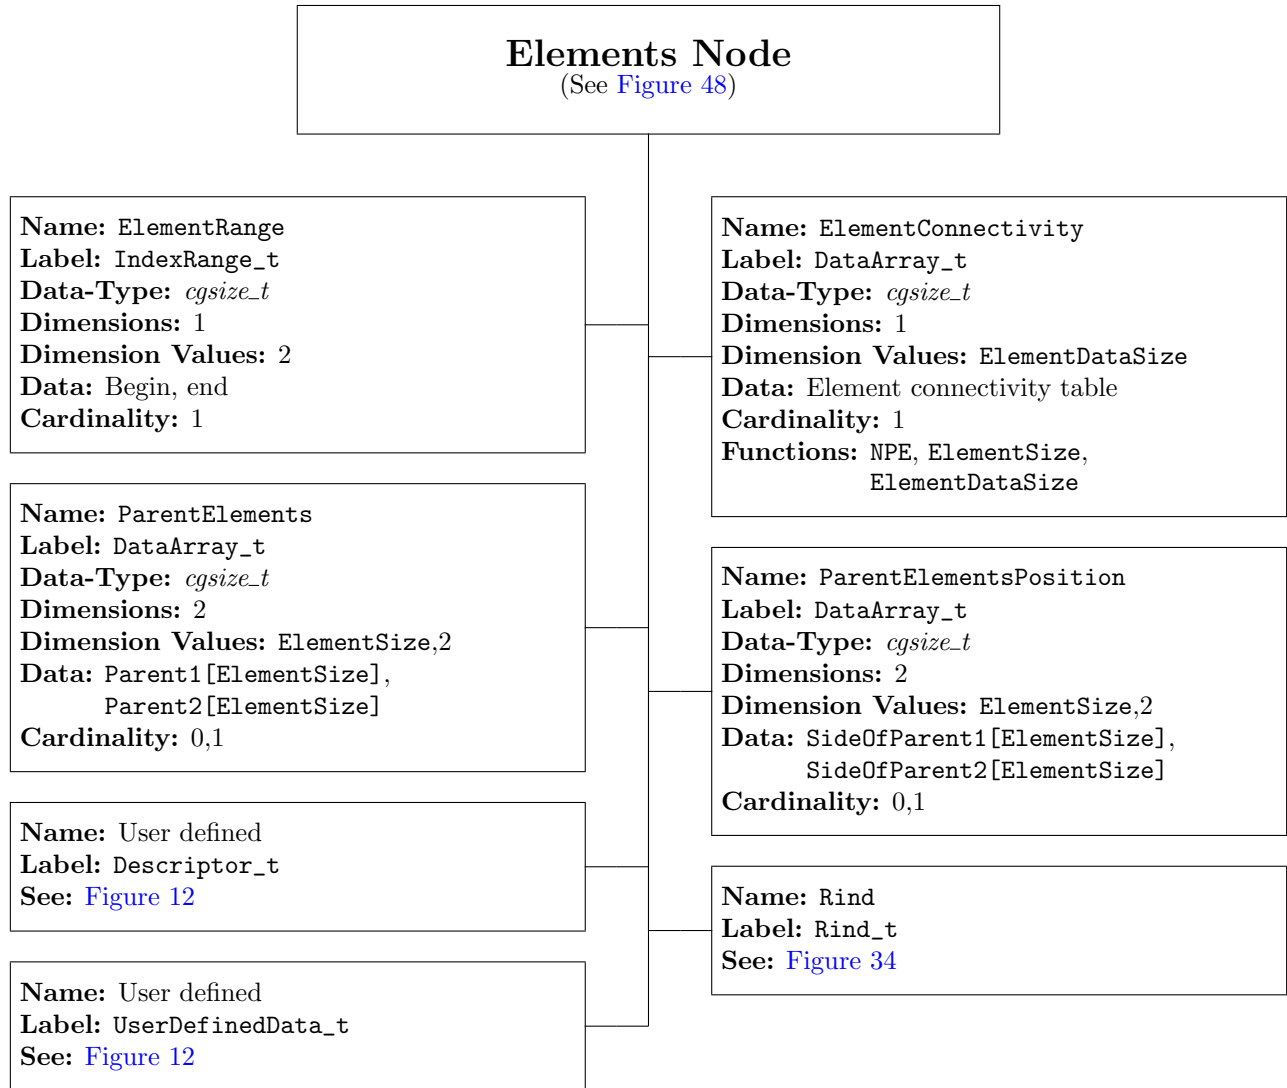 Elements Node
(See Figure 48)
Name: ElementRange
Label: IndexRange_t
Data-Type: cgsize_t
Dimensions: 1
Dimension Values: 2
Data: Begin, end
Cardinality: 1
Name: ElementConnectivity
Label: DataArray_t
Data-Type: cgsize_t
Dimensions: 1
Dimension Values: ElementDataSize
Data: Element connectivity table
Cardinality: 1
Functions: NPE, ElementSize,
ElementDataSize
Name: ParentElements
Label: DataArray_t
Data-Type: cgsize_t
Dimensions: 2
Dimension Values: ElementSize,2
Data: Parent1[ElementSize],
Parent2[ElementSize]
Cardinality: 0,1
Name: ParentElementsPosition
Label: DataArray_t
Data-Type: cgsize_t
Dimensions: 2
Dimension Values: ElementSize,2
Data: SideOfParent1[ElementSize],
SideOfParent2[ElementSize]
Cardinality: 0,1
Name: User defined
Label: Descriptor_t
See: Figure 12
Name: Rind
Label: Rind_t
See: Figure 34
Name: User defined
Label: UserDefinedData_t
See: Figure 12